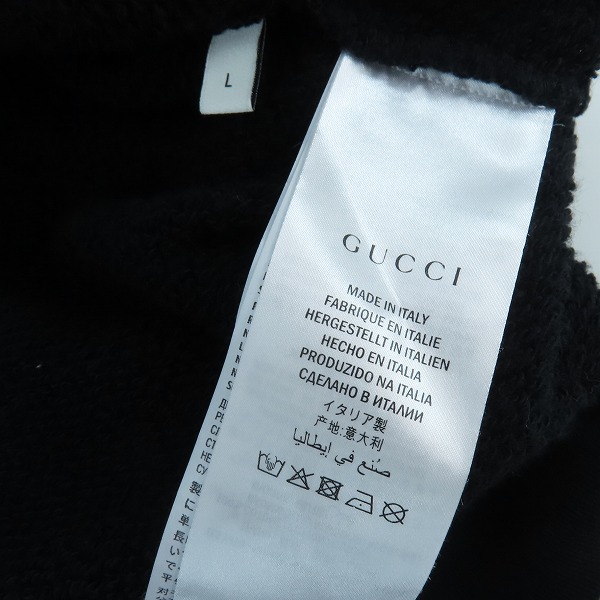 L
GUCCI
MADE IN ITALY
FABRIQUE EN ITALIE
HERGESTELLT IN ITALIEN
HECHO EN ITALIA
PRODUZIDO NA ITALIA
СДЕЛАНО В ИТАЛИИ
イタリア製
产地:意大利
صُنع في إيطاليا